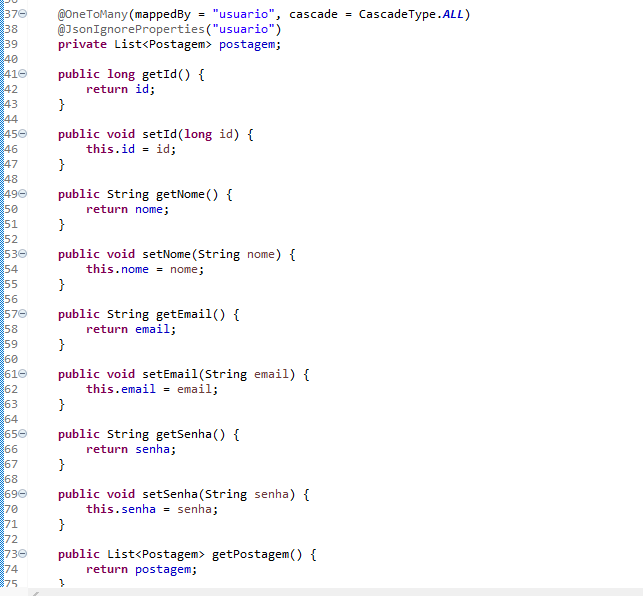 37 @OneToMany(mappedBy = "usuario", cascade = CascadeType.ALL)
38 @JsonIgnoreProperties("usuario")
39 private List<Postagem> postagem;
40
41 public long getId() {
42 return id;
43 }
44
45 public void setId(long id) {
46 this.id = id;
47 }
48
49 public String getNome() {
50 return nome;
51 }
52
53 public void setNome(String nome) {
54 this.nome = nome;
55 }
56
57 public String getEmail() {
58 return email;
59 }
60
61 public void setEmail(String email) {
62 this.email = email;
63 }
64
65 public String getSenha() {
66 return senha;
67 }
68
69 public void setSenha(String senha) {
70 this.senha = senha;
71 }
72
73 public List<Postagem> getPostagem() {
74 return postagem;
75 }